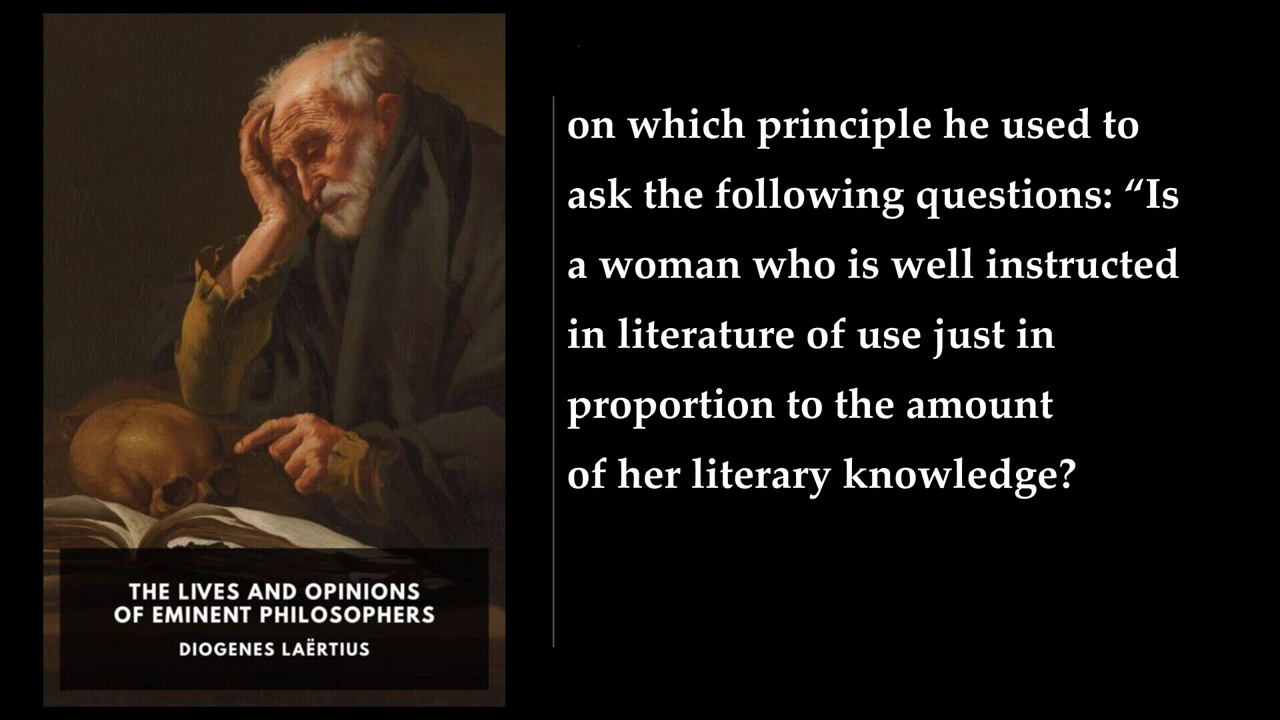 THE LIVES AND OPINIONS
OF EMINENT PHILOSOPHERS
DIOGENES LAËRTIUS
on which principle he used to
ask the following questions: “Is
a woman who is well instructed
in literature of use just in
proportion to the amount
of her literary knowledge?